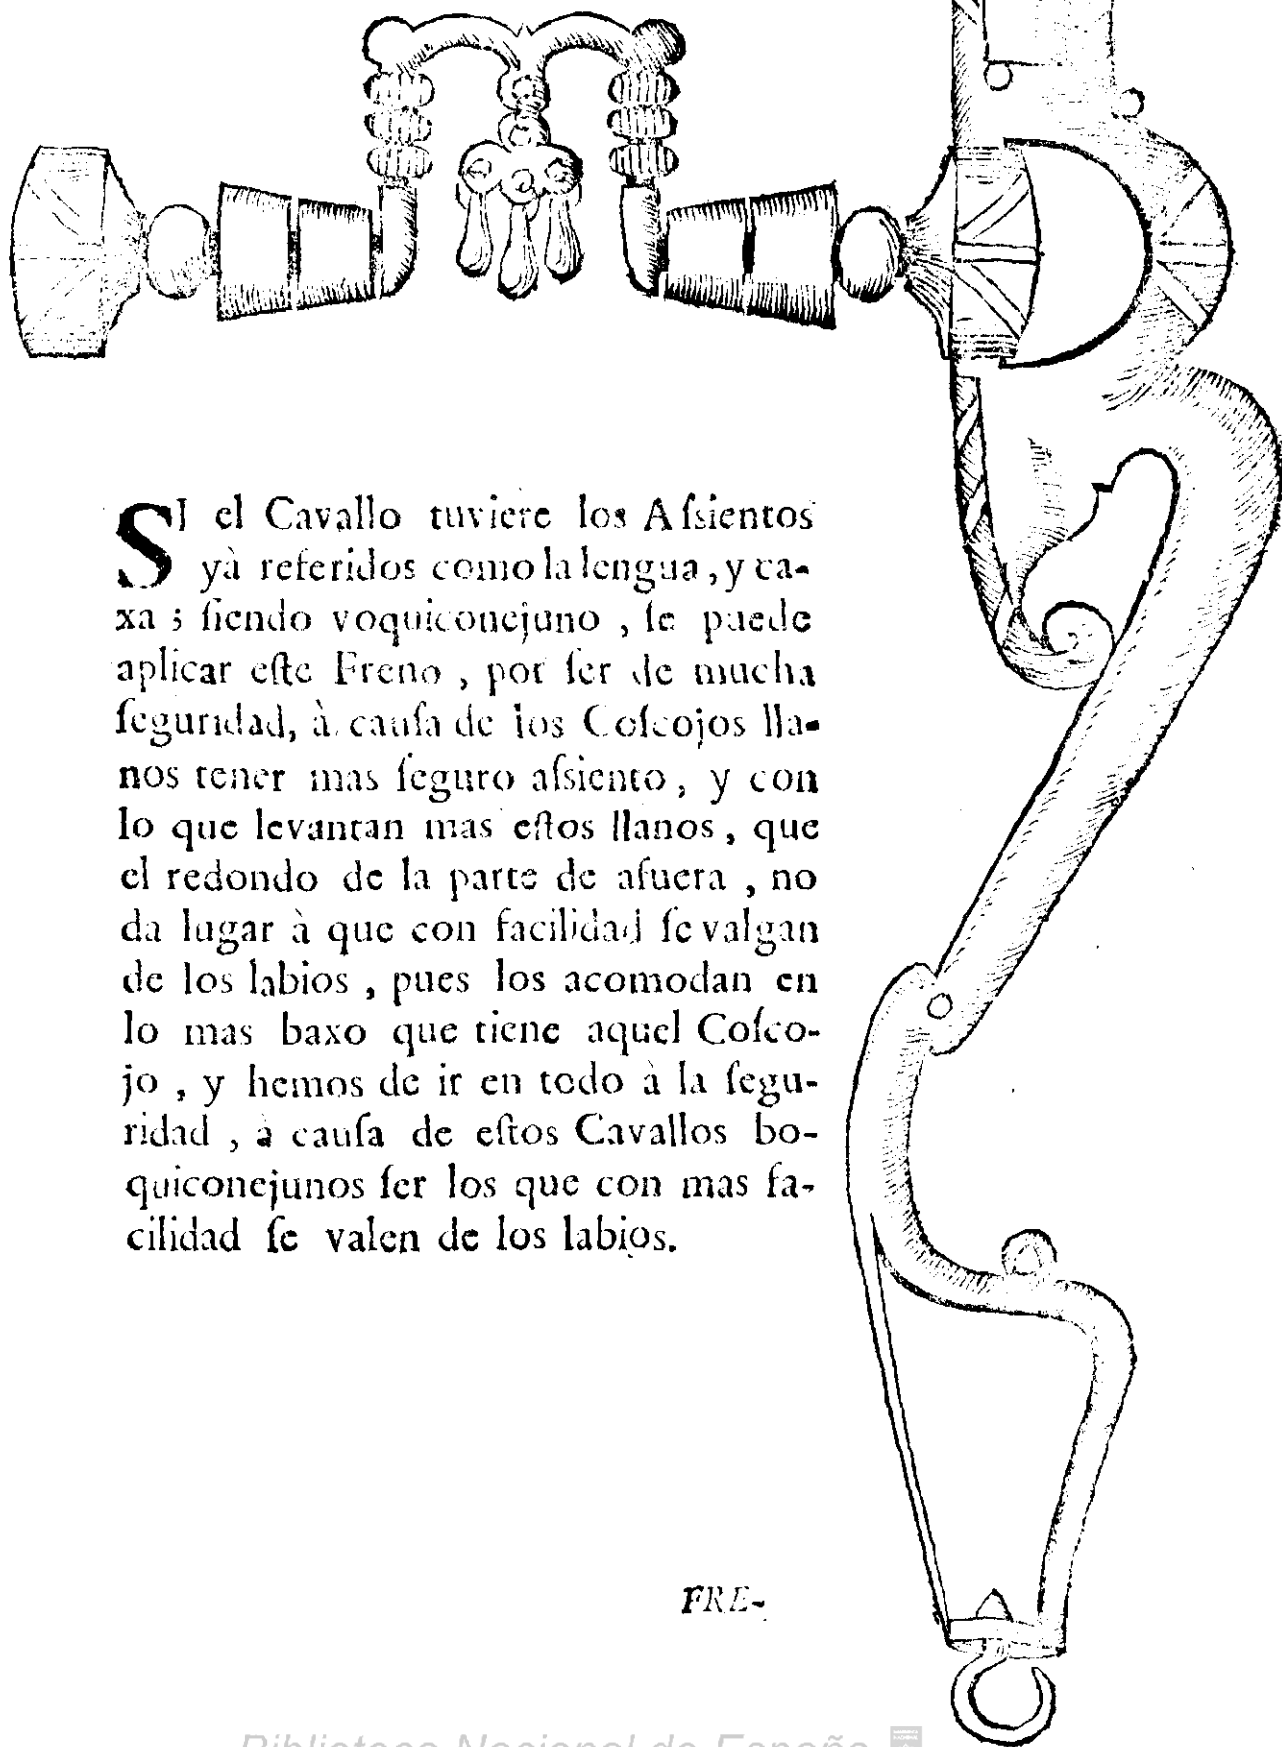 SI el Cavallo tuviere los Aſsientos
yà referidos como la lengua, y ca-
xa; ſiendo voquiconejuno, ſe puede
aplicar eſte Freno, por ſer de mucha
ſeguridad, à cauſa de los Coſcojos lla-
nos tener mas ſeguro aſsiento, y con
lo que levantan mas eſtos llanos, que
el redondo de la parte de afuera, no
da lugar à que con facilidad ſe valgan
de los labios, pues los acomodan en
lo mas baxo que tiene aquel Coſco-
jo, y hemos de ir en todo à la ſegu-
ridad, à cauſa de eſtos Cavallos bo-
quiconejunos ſer los que con mas fa-
cilidad ſe valen de los labios.
FRE-
Biblioteca Nacional de España